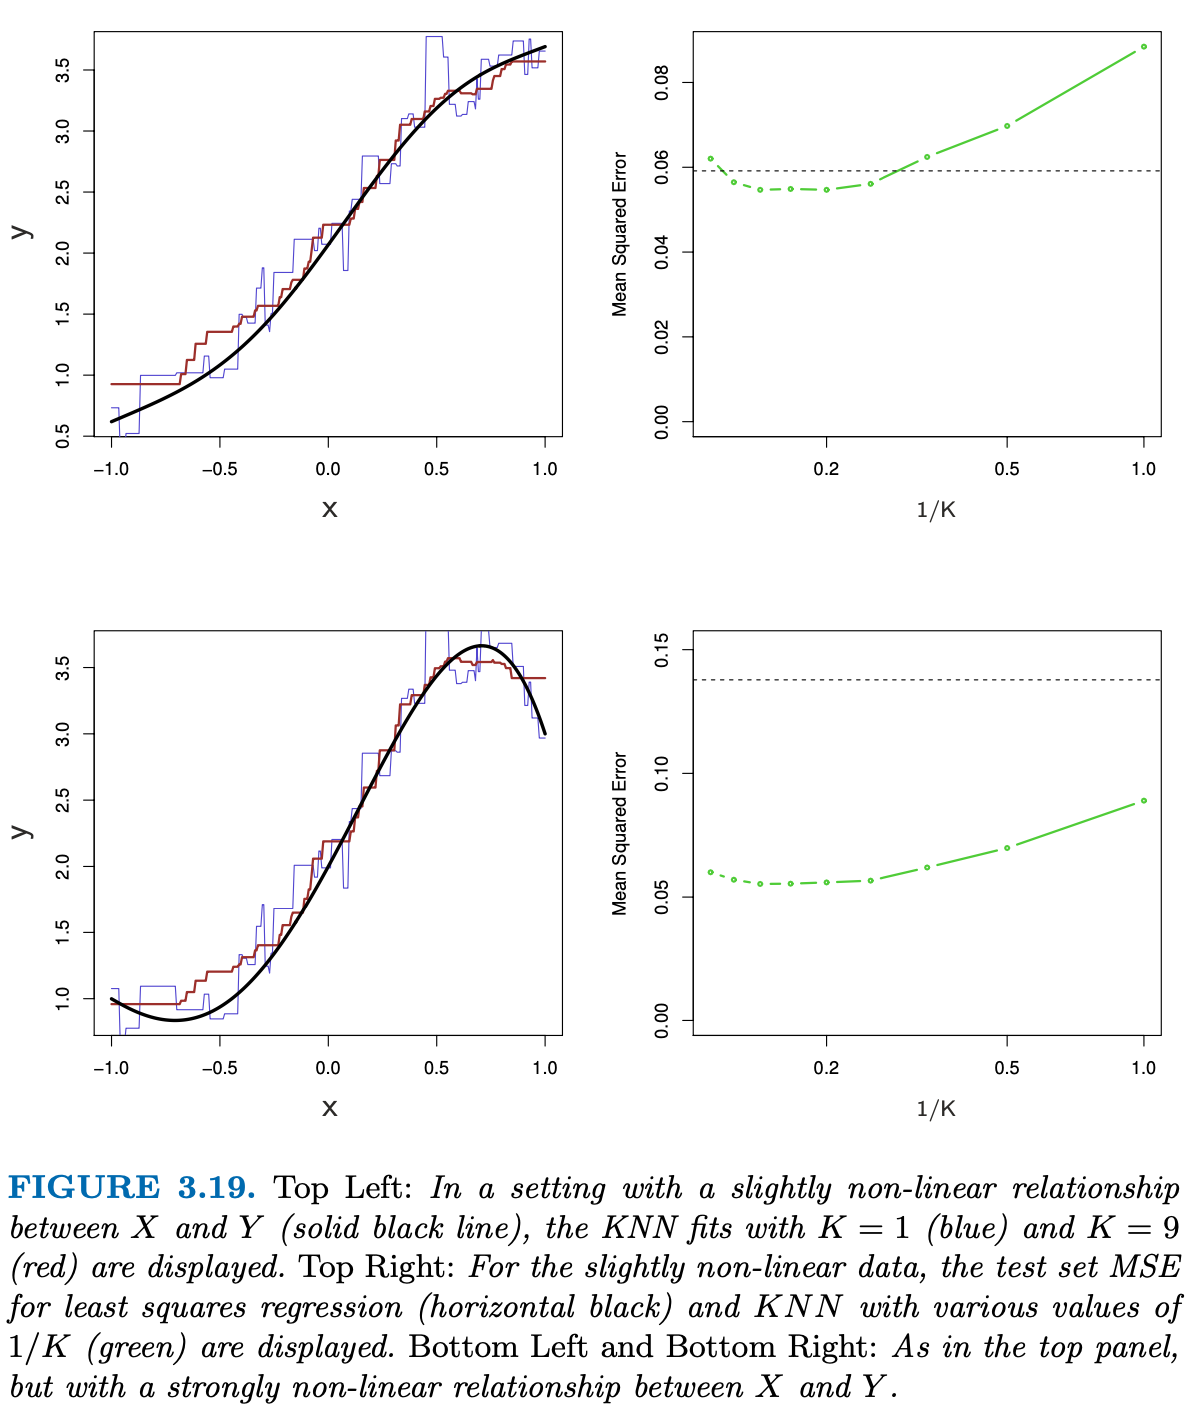 3.5
3.0
2.5
2.0
1.5
1.0
0.5
y
−1.0 −0.5 0.0 0.5 1.0
x
0.08
0.06
0.04
0.02
0.00
Mean Squared Error
0.2 0.5 1.0
1/K
3.5
3.0
2.5
2.0
1.5
1.0
y
−1.0 −0.5 0.0 0.5 1.0
x
0.15
0.10
0.05
0.00
Mean Squared Error
0.2 0.5 1.0
1/K
FIGURE 3.19. Top Left: In a setting with a slightly non-linear relationship
between X and Y (solid black line), the KNN fits with K = 1 (blue) and K = 9
(red) are displayed. Top Right: For the slightly non-linear data, the test set MSE
for least squares regression (horizontal black) and KNN with various values of
1/K (green) are displayed. Bottom Left and Bottom Right: As in the top panel,
but with a strongly non-linear relationship between X and Y.